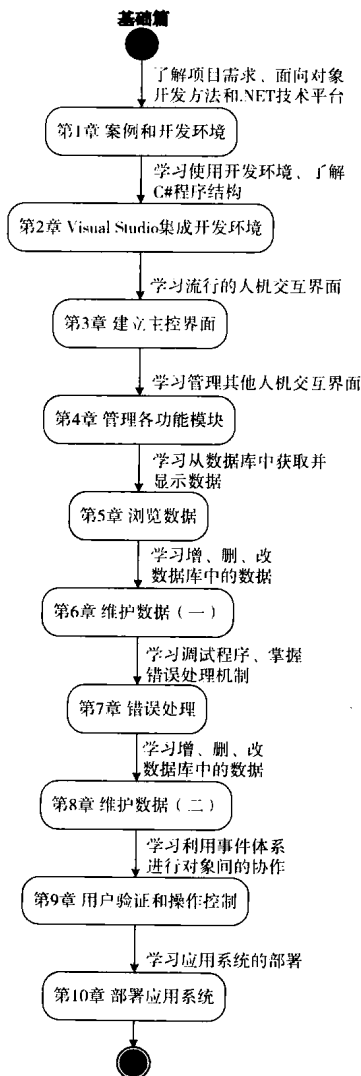 基础篇
了解项目需求、面向对象
开发方法和.NET技术平台
第1章 案例和开发环境
学习使用开发环境、了解
C#程序结构
第2章 Visual Studio集成开发环境
学习流行的人机交互界面
第3章 建立主控界面
学习管理其他人机交互界面
第4章 管理各功能模块
学习从数据库中获取并
显示数据
第5章 浏览数据
学习增、删、改
数据库中的数据
第6章 维护数据（一）
学习调试程序、掌握
错误处理机制
第7章 错误处理
学习增、删、改
数据库中的数据
第8章 维护数据（二）
学习利用事件体系
进行对象间的协作
第9章 用户验证和操作控制
学习应用系统的部署
第10章 部署应用系统